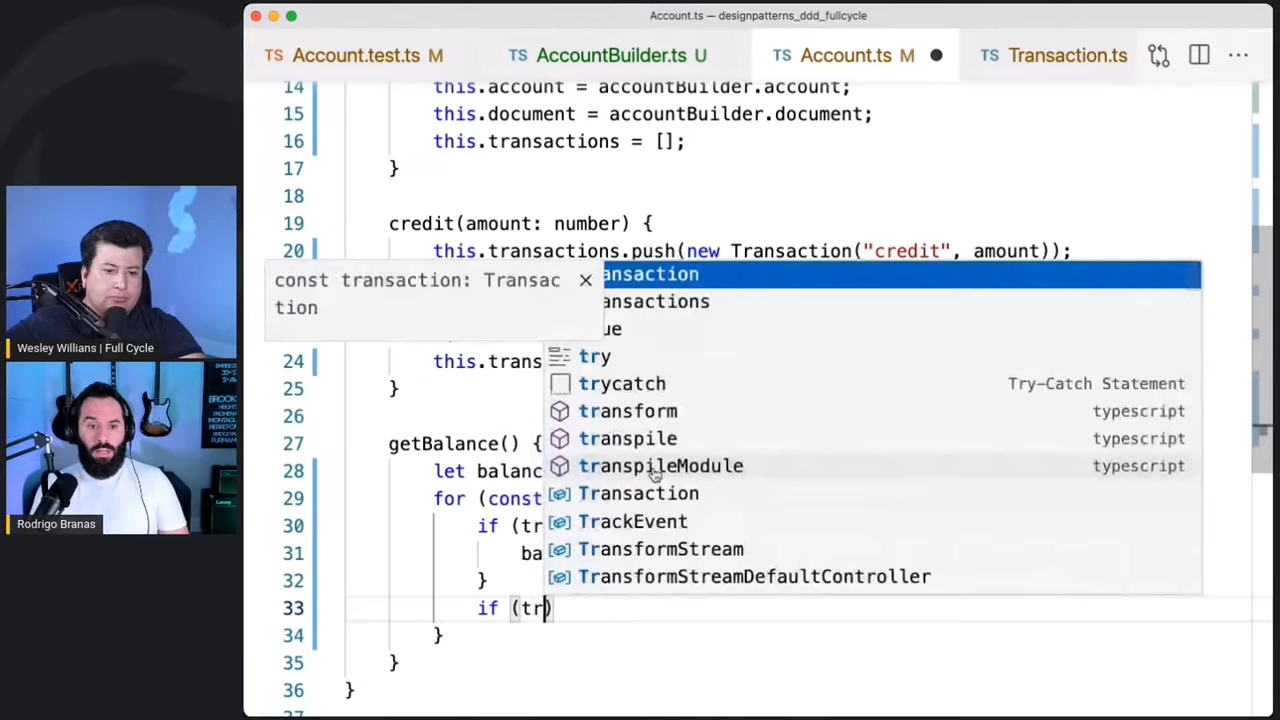 Account.ts — designpatterns_ddd_fullcycle
TS Account.test.ts M
TS AccountBuilder.ts U
TS Account.ts M
TS Transaction.ts
14 this.account = accountBuilder.account;
15 this.document = accountBuilder.document;
16 this.transactions = [];
17 }
18
19 credit(amount: number) {
20 this.transactions.push(new Transaction("credit", amount));
const transaction: Transac
tion
ansaction
ansactions
ue
try
trycatch Try-Catch Statement
transform typescript
transpile typescript
transpileModule typescript
Transaction
TrackEvent
TransformStream
TransformStreamDefaultController
24 this.trans
25 }
26
27 getBalance() {
28 let balanc
29 for (const
30 if (tr
31 ba
32 }
33 if (tr)
34 }
35 }
36 }
Wesley Willians | Full Cycle
Rodrigo Branas